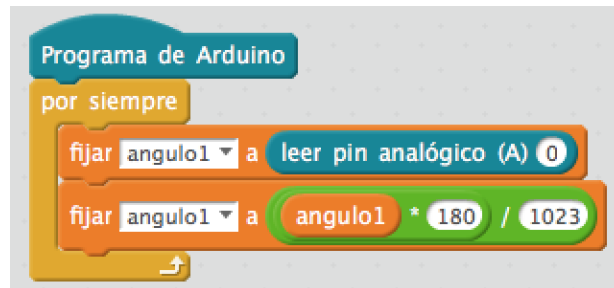 Programa de Arduino
por siempre
fijar angulo1 a leer pin analógico (A) 0
fijar angulo1 a angulo1 * 180 / 1023